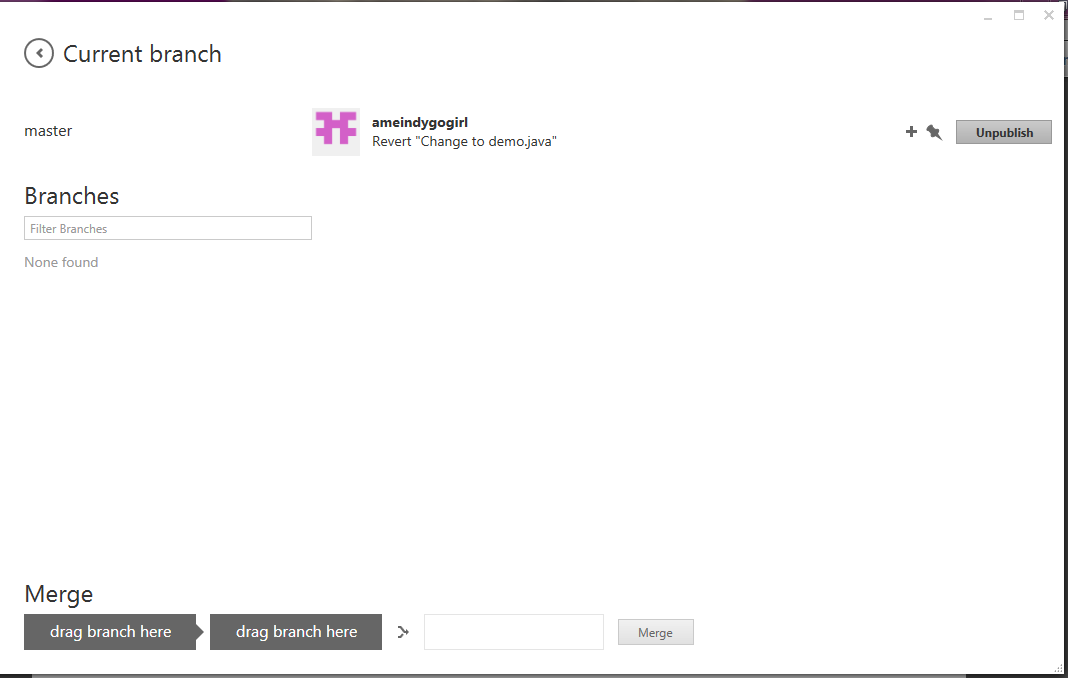 Current branch
master
ameindygogirl
Revert "Change to demo.java"
Unpublish
Branches
Filter Branches
None found
Merge
drag branch here
drag branch here
Merge